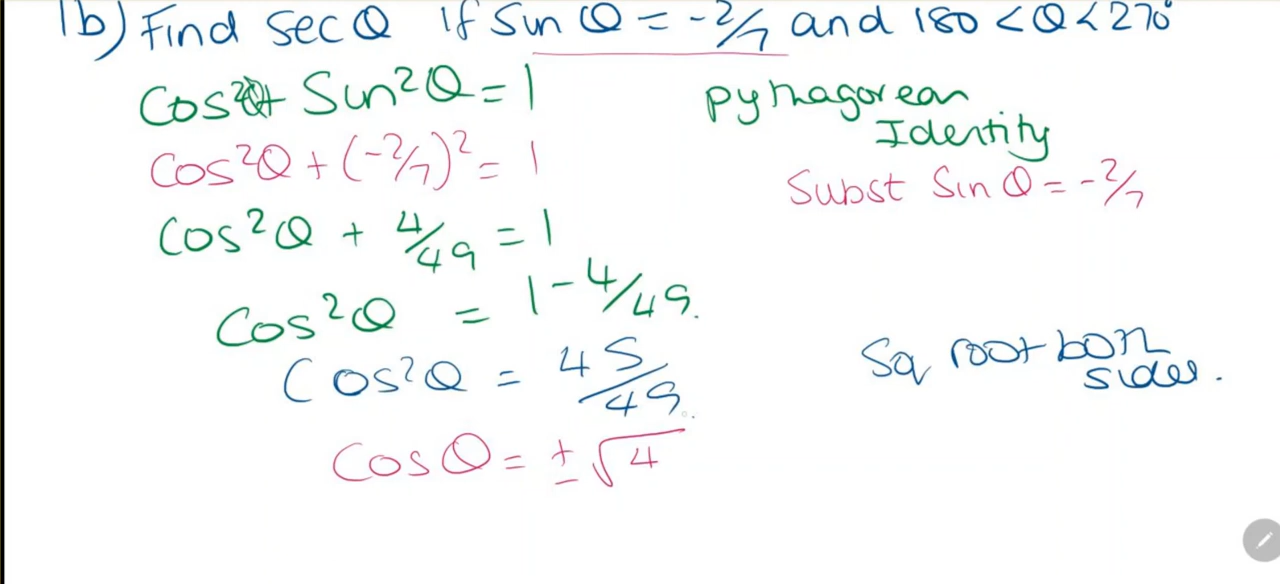 1b) Find sec θ if Sin θ = -2/7 and 180 < θ < 270°
Cos²θ + Sin²θ = 1
Pythagorean
Identity
Cos²θ + (-2/7)² = 1
Subst Sin θ = -2/7
Cos²θ + 4/49 = 1
Cos²θ = 1 - 4/49.
Cos²θ = 45/49.
Sq root both
sides.
Cos θ = ± √4